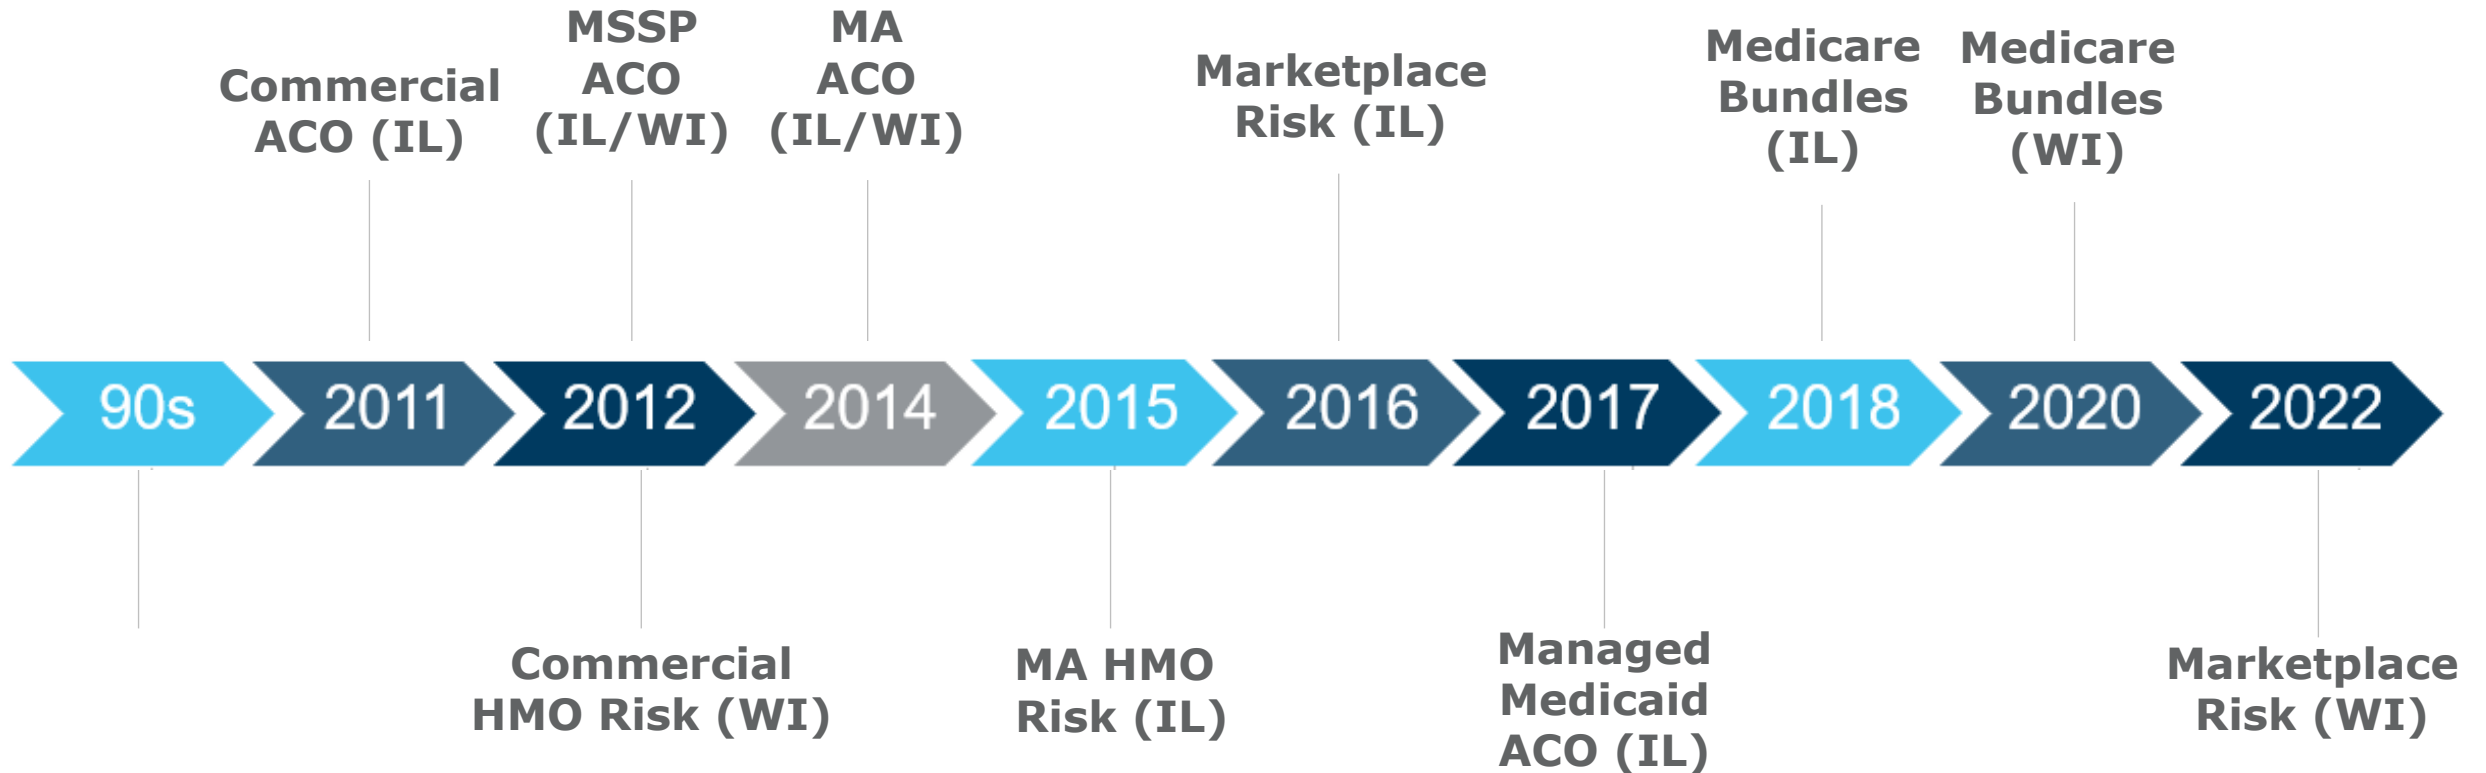 Commercial
ACO (IL)
MSSP
ACO
(IL/WI)
MA
ACO
(IL/WI)
Marketplace
Risk (IL)
Medicare
Bundles
(IL)
Medicare
Bundles
(WI)
90s
2011
2012
2014
2015
2016
2017
2018
2020
2022
Commercial
HMO Risk (WI)
MA HMO
Risk (IL)
Managed
Medicaid
ACO (IL)
Marketplace
Risk (WI)